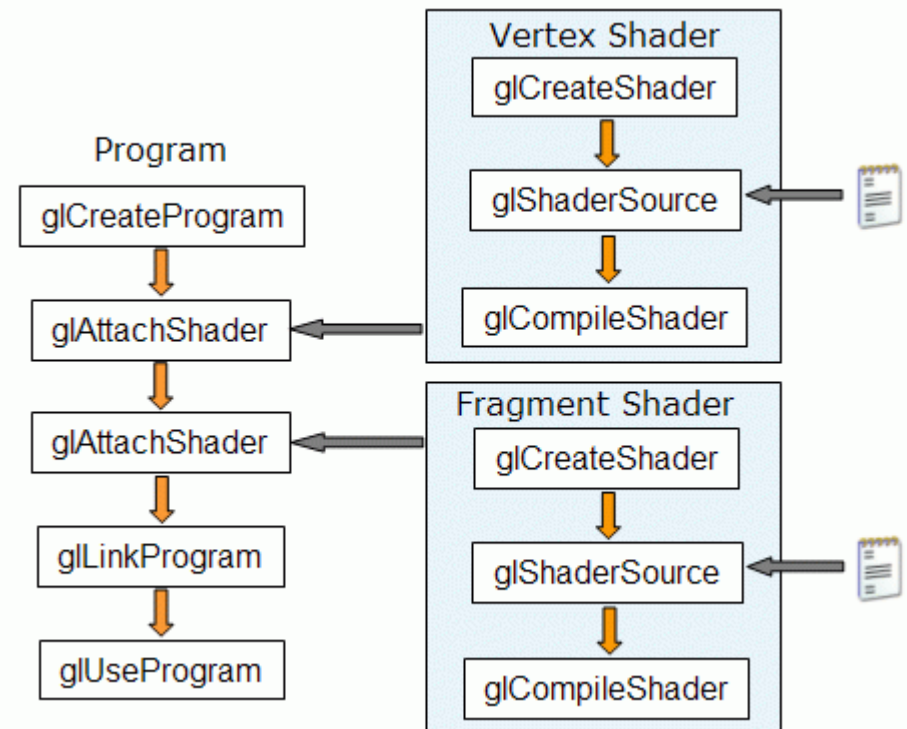 Program
glCreateProgram
glAttachShader
glAttachShader
glLinkProgram
glUseProgram
Vertex Shader
glCreateShader
glShaderSource
glCompileShader
Fragment Shader
glCreateShader
glShaderSource
glCompileShader